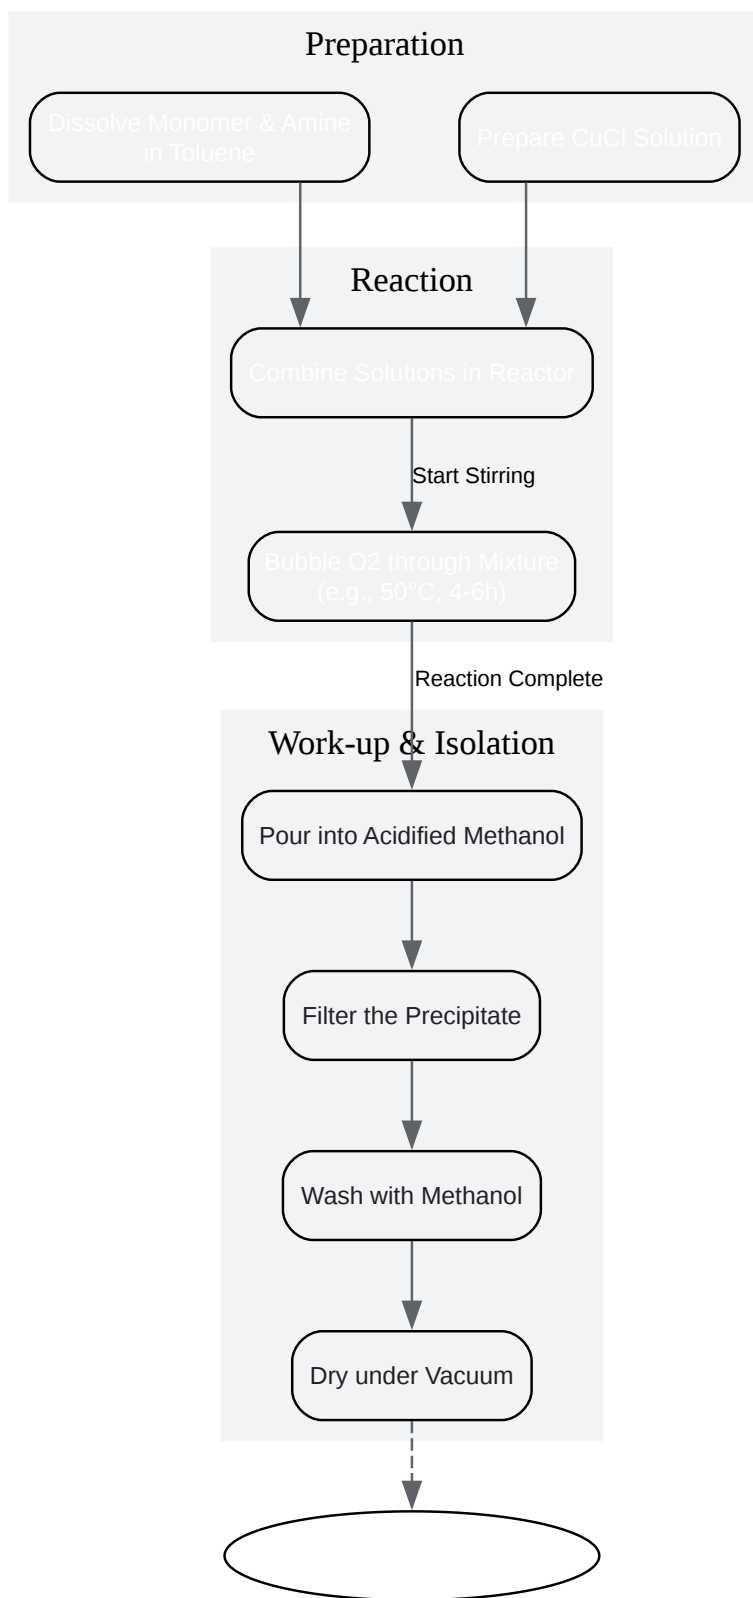 Preparation
Dissolve Monomer & Amine
in Toluene
Prepare CuCl Solution
Reaction
Combine Solutions in Reactor
Start Stirring
Bubble O2 through Mixture
(e.g., 50°C, 4-6h)
Reaction Complete
Work-up & Isolation
Pour into Acidified Methanol
Filter the Precipitate
Wash with Methanol
Dry under Vacuum